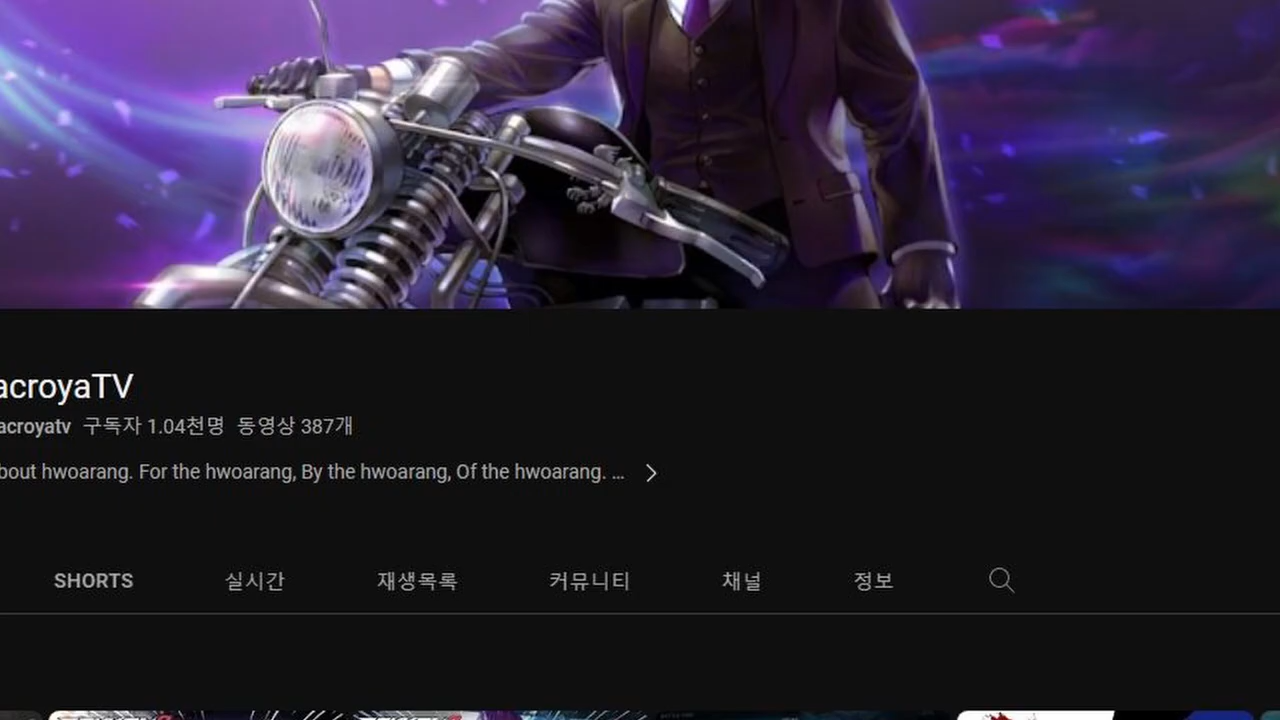 acroyaTV
acroyatv 구독자 1.04천명 동영상 387개
bout hwoarang. For the hwoarang, By the hwoarang, Of the hwoarang. ...
SHORTS 실시간 재생목록 커뮤니티 채널 정보